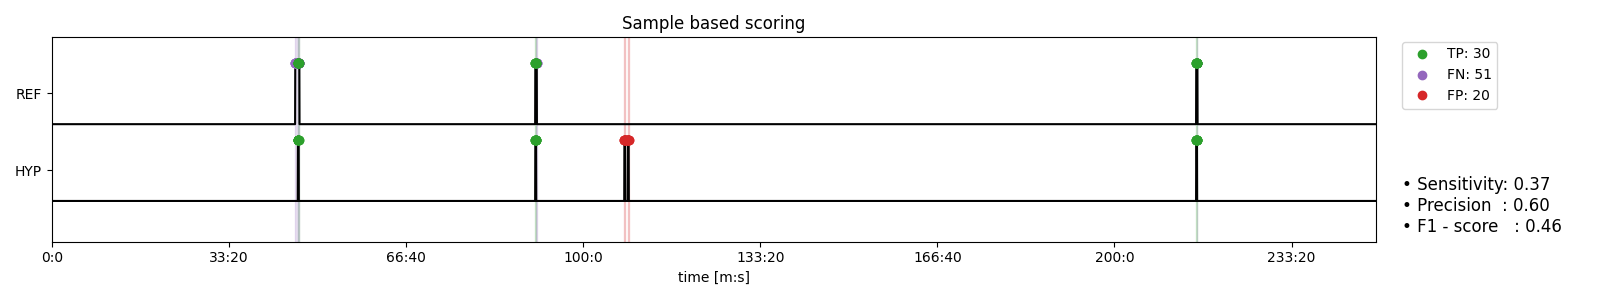 Sample based scoring
TP: 30
FN: 51
FP: 20
REF
HYP
• Sensitivity: 0.37
• Precision : 0.60
• F1 - score : 0.46
0:0 33:20 66:40 100:0 133:20 166:40 200:0 233:20
time [m:s]